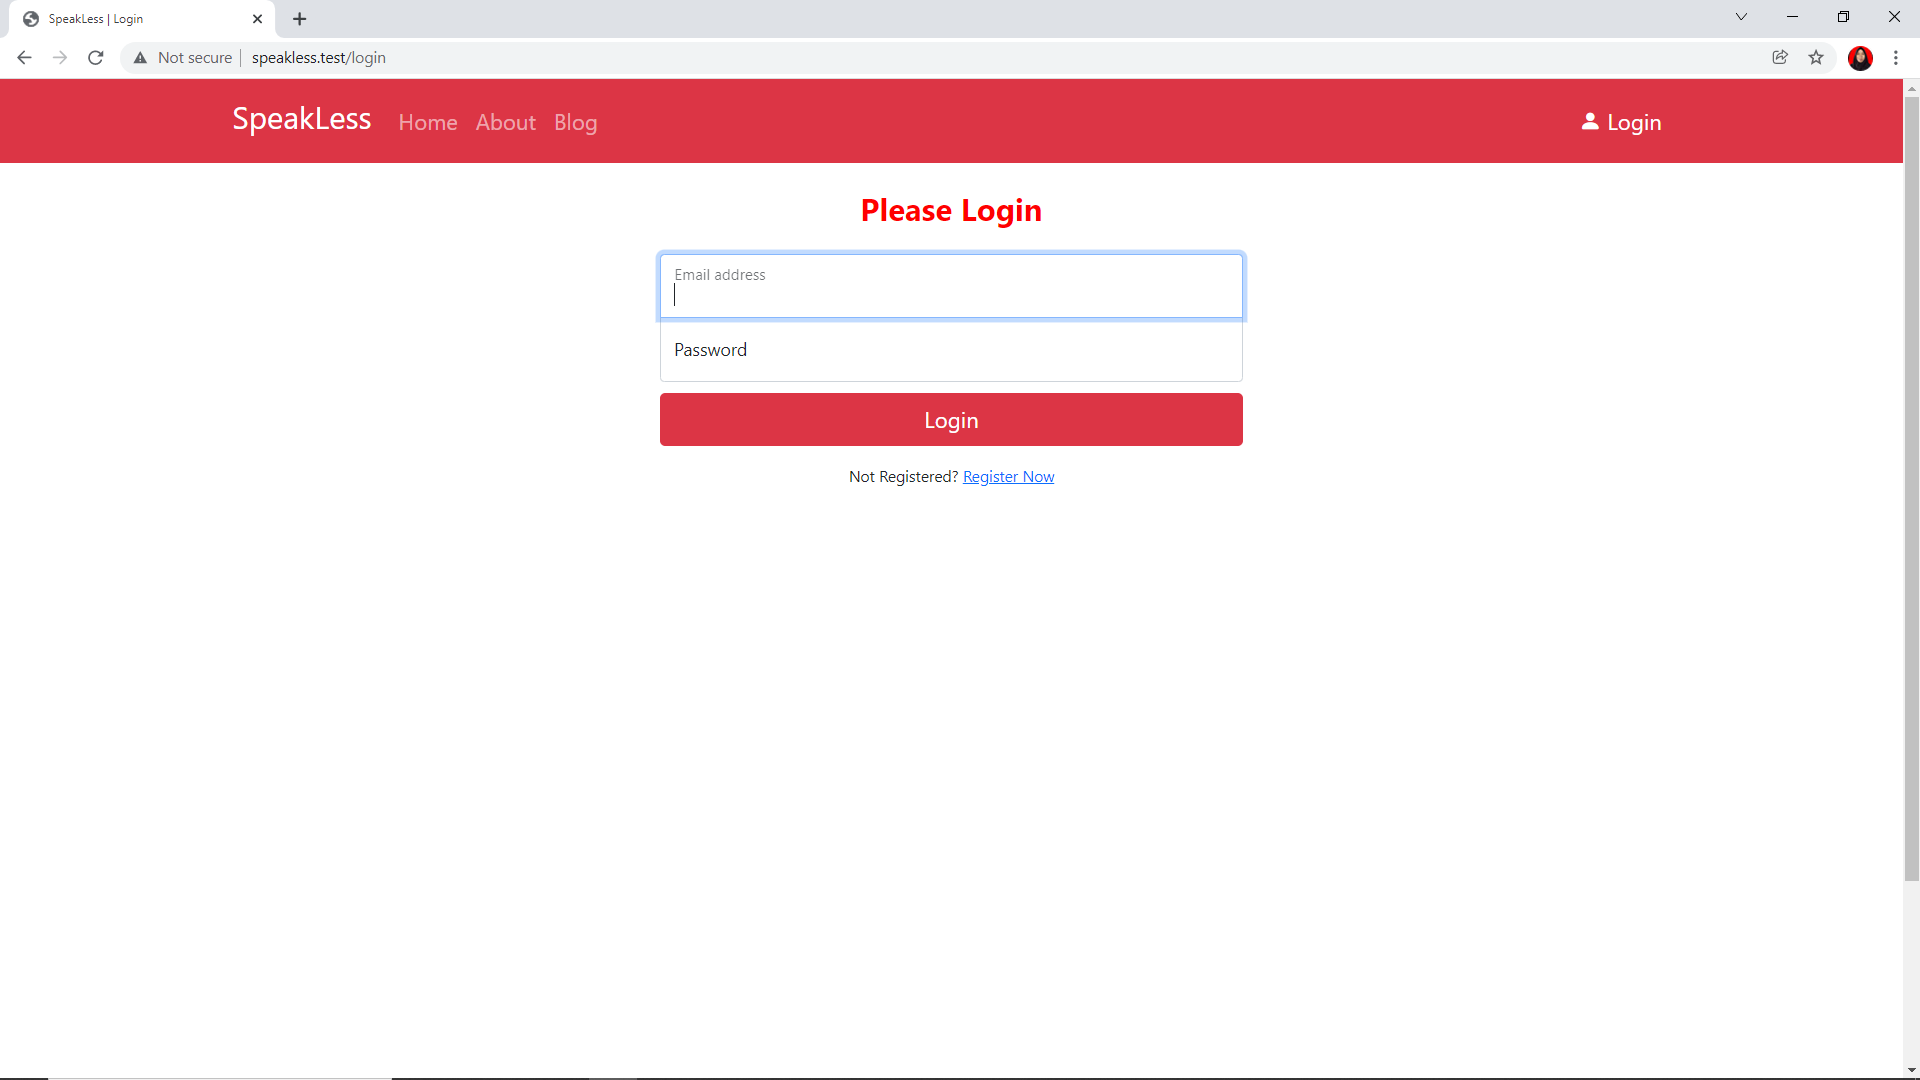 SpeakLess | Login
Not secure speakless.test/login
SpeakLess Home About Blog Login
Please Login
Email address
Password
Login
Not Registered? Register Now